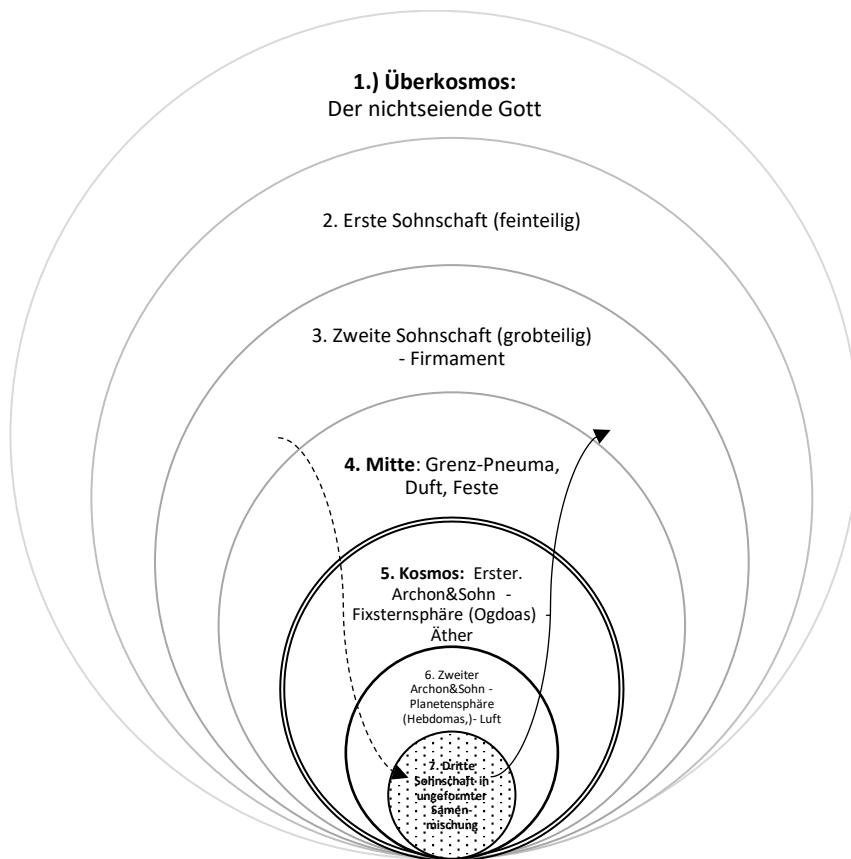 1.) Überkosmos:
Der nichtseiende Gott
2. Erste Sohnschaft (feinteilig)
3. Zweite Sohnschaft (grobteilig)
- Firmament
4. Mitte: Grenz-Pneuma,
Duft, Feste
5. Kosmos: Erster.
Archon&Sohn -
Fixsternsphäre (Ogdoas) -
Äther
6. Zweiter
Archon&Sohn -
Planetensphäre
(Hebdomas,)- Luft
7. Dritte
Sohnschaft in
ungeformter
Samen-
mischung